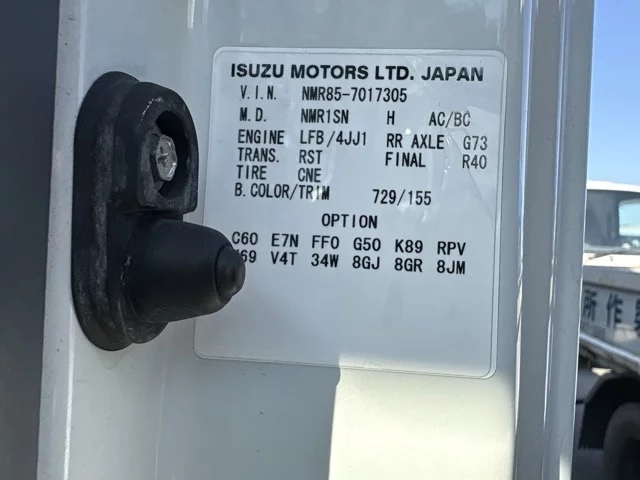 ISUZU MOTORS LTD. JAPAN
V.I.N. NMR85-7017305
M.D. NMR1SN H AC/BC
ENGINE LFB/4JJ1 RR AXLE G73
TRANS. RST FINAL R40
TIRE CNE
B.COLOR/TRIM 729/155
OPTION
C60 E7N FF0 G50 K89 RPV
69 V4T 34W 8GJ 8GR 8JM
所作